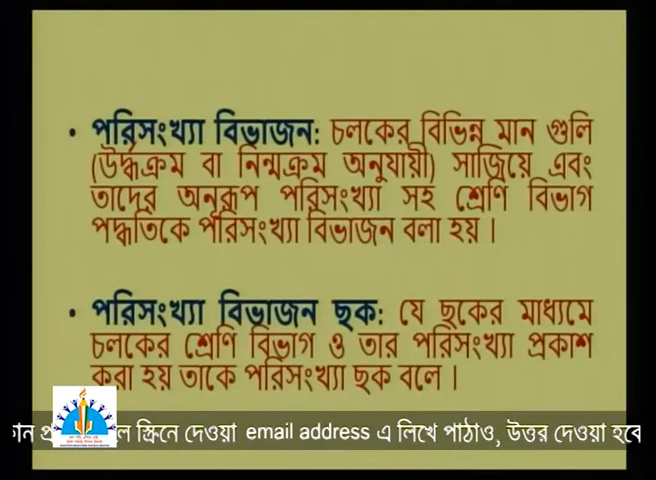 • পরিসংখ্যা বিভাজন: চলকের বিভিন্ন মান গুলি
(উর্দ্ধক্রম বা নিন্মক্রম অনুযায়ী) সাজিয়ে এবং
তাদের অনুরূপ পরিসংখ্যা সহ শ্রেণি বিভাগ
পদ্ধতিকে পরিসংখ্যা বিভাজন বলা হয়।
• পরিসংখ্যা বিভাজন ছক: যে ছকের মাধ্যমে
চলকের শ্রেণি বিভাগ ও তার পরিসংখ্যা প্রকাশ
করা হয় তাকে পরিসংখ্যা ছক বলে।
স্ক্রিনে দেওয়া email address এ লিখে পাঠাও, উত্তর দেওয়া হবে